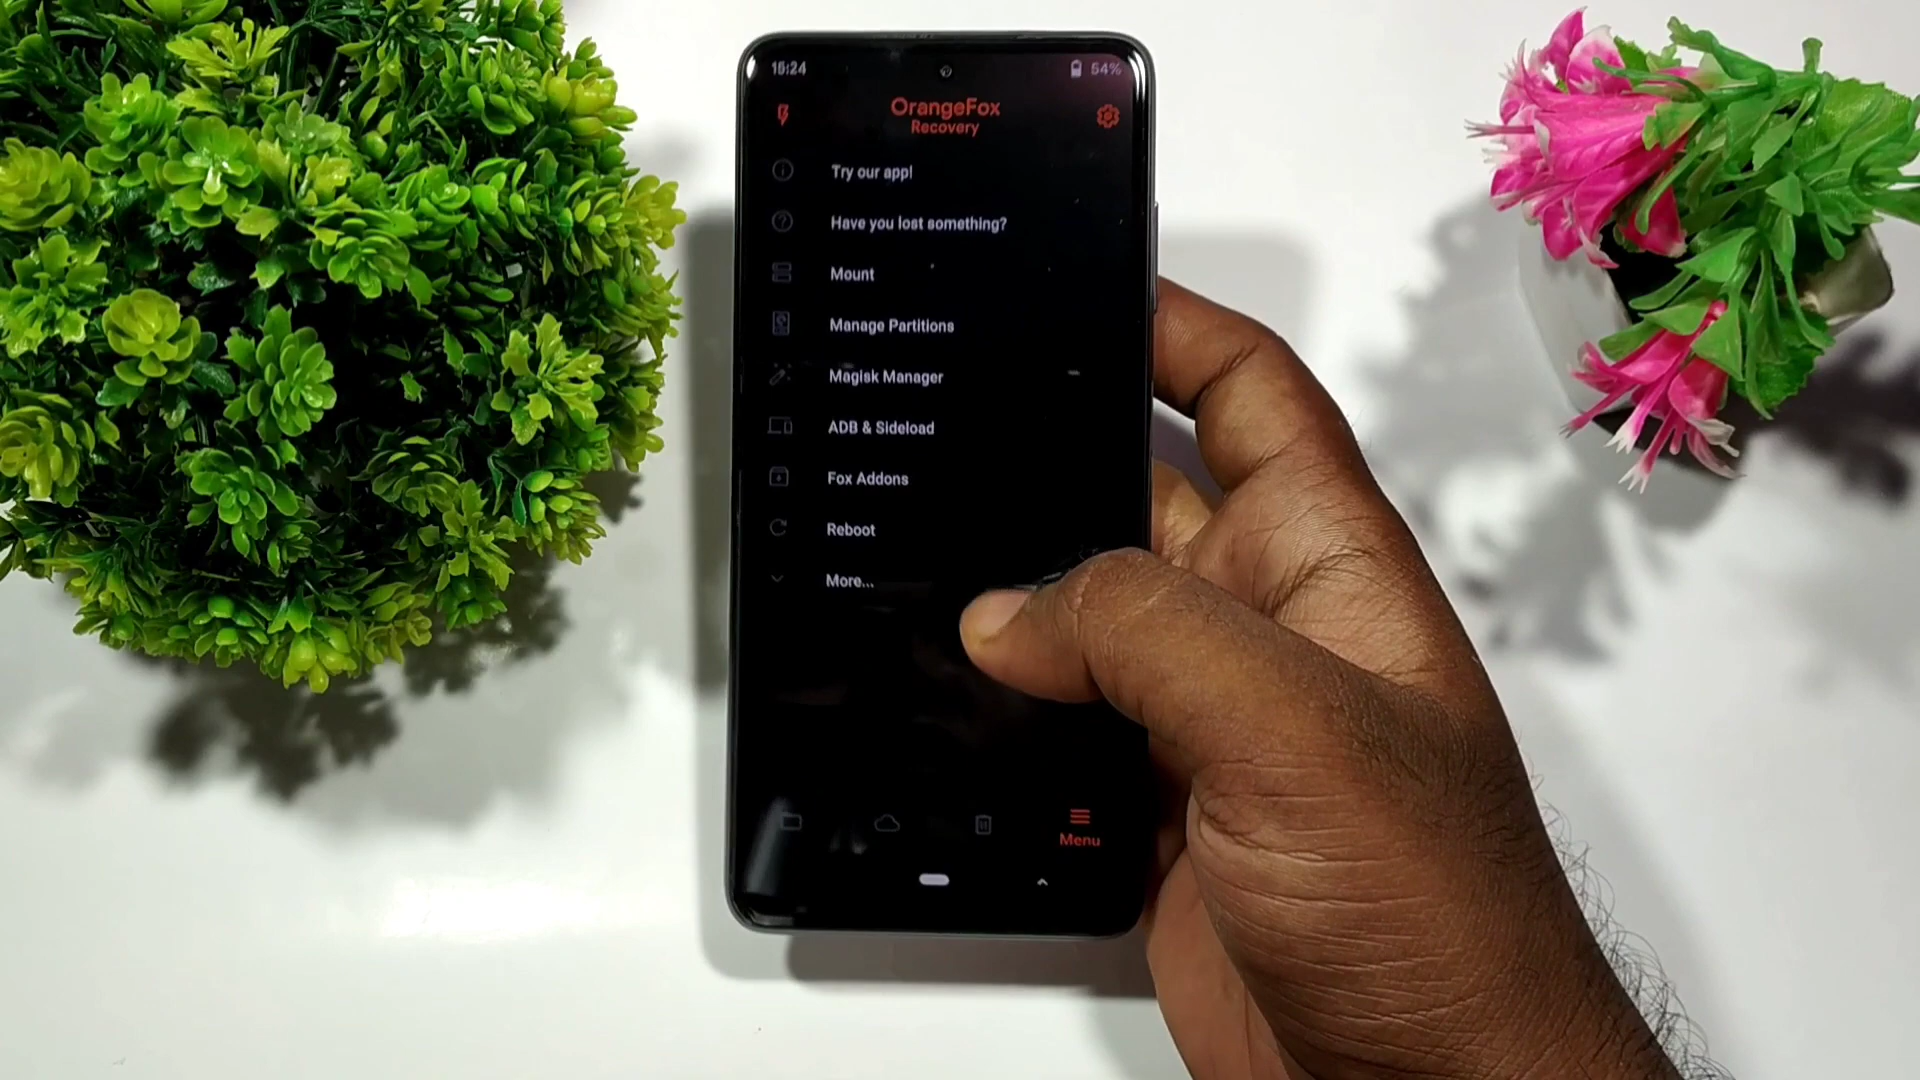 15:24
54%
OrangeFox
Recovery
Try our app!
Have you lost something?
Mount
Manage Partitions
Magisk Manager
ADB & Sideload
Fox Addons
Reboot
More...
Menu